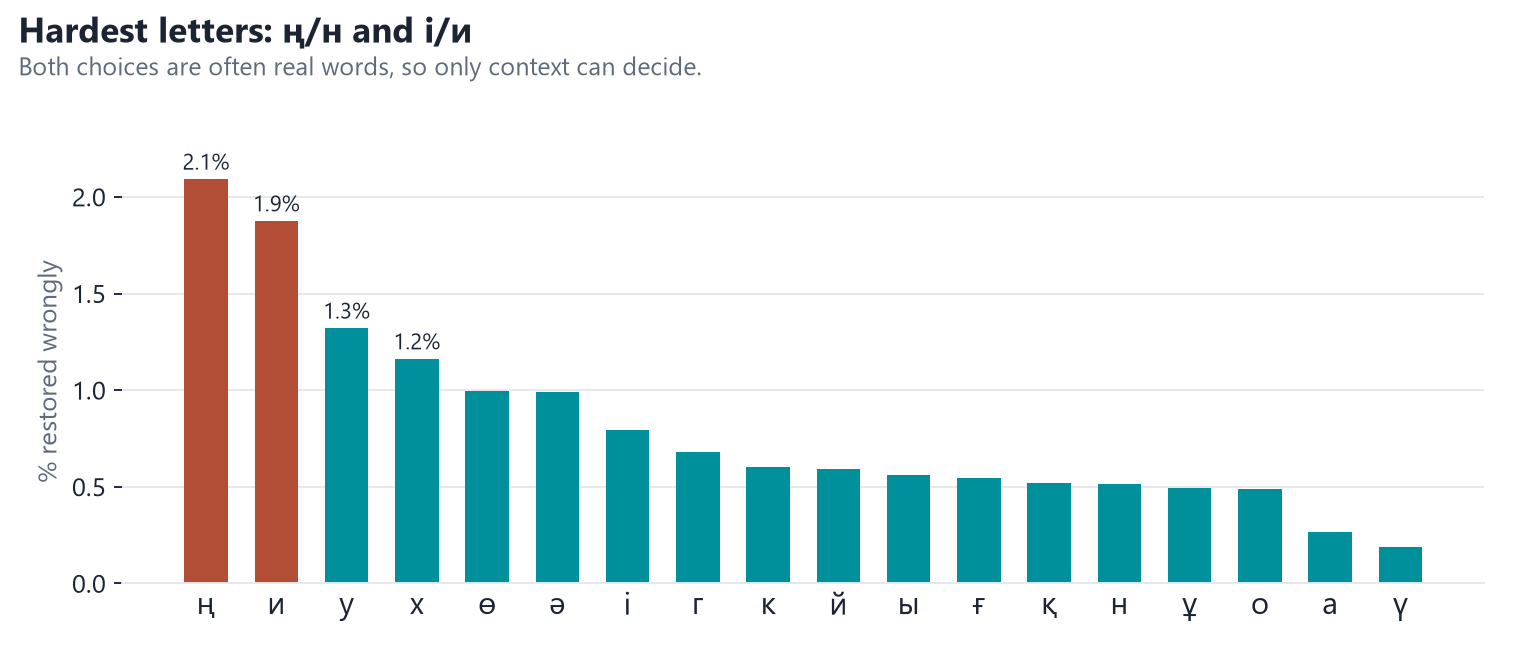 Hardest letters: ң/н and і/и
Both choices are often real words, so only context can decide.
2.1%
1.9%
1.3%
1.2%
% restored wrongly
2.0
1.5
1.0
0.5
0.0
ң и у х ө ə і г к й ы ғ қ н ұ о а ү